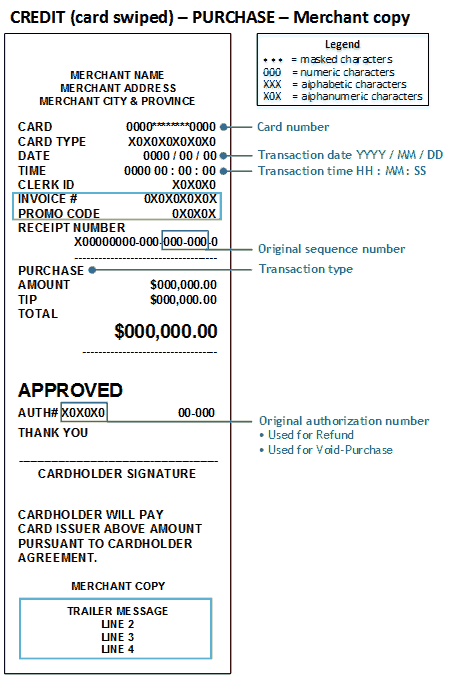 CREDIT (card swiped) – PURCHASE – Merchant copy
Legend
*** = masked characters
000 = numeric characters
XXX = alphabetic characters
X0X = alphanumeric characters
MERCHANT NAME
MERCHANT ADDRESS
MERCHANT CITY & PROVINCE
CARD 0000********0000 Card number
CARD TYPE X0X0X0X0X0X0
DATE 0000 / 00 / 00 Transaction date YYYY / MM / DD
TIME 0000 00 : 00 : 00 Transaction time HH : MM : SS
CLERK ID X0X0X0
INVOICE # 0X0X0X0X0X
PROMO CODE 0X0X0X
RECEIPT NUMBER
X00000000-000-000-000-0
Original sequence number
PURCHASE Transaction type
AMOUNT $000,000.00
TIP $000,000.00
TOTAL
$000,000.00
APPROVED
AUTH# X0X0X0 00-000
Original authorization number
• Used for Refund
• Used for Void-Purchase
THANK YOU
CARDHOLDER SIGNATURE
CARDHOLDER WILL PAY
CARD ISSUER ABOVE AMOUNT
PURSUANT TO CARDHOLDER
AGREEMENT.
MERCHANT COPY
TRAILER MESSAGE
LINE 2
LINE 3
LINE 4